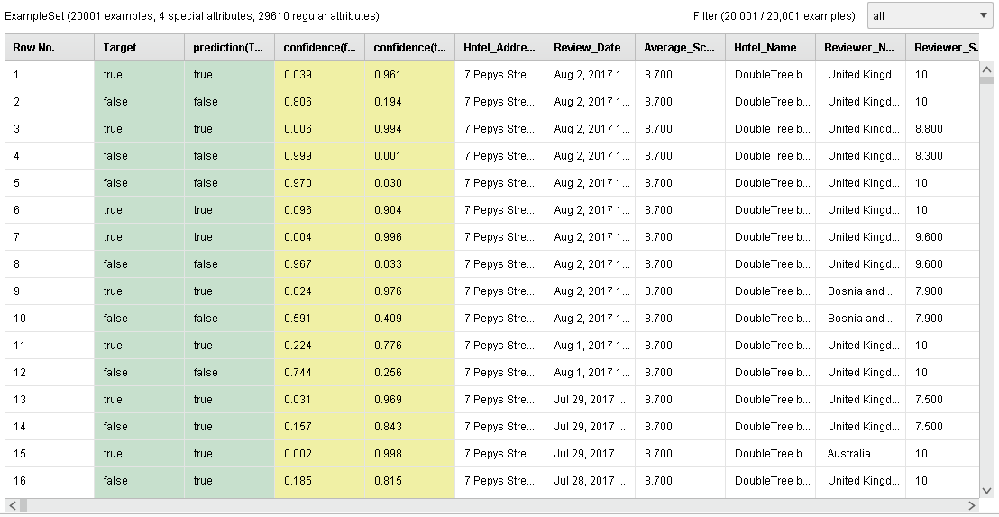 ExampleSet (20001 examples, 4 special attributes, 29610 regular attributes) Filter (20,001 / 20,001 examples): all
Row No. Target prediction(T... confidence(f... confidence(t... Hotel_Addre... Review_Date Average_Sc... Hotel_Name Reviewer_N... Reviewer_S.
1 true true 0.039 0.961 7 Pepys Stre... Aug 2, 2017 1... 8.700 DoubleTree b... United Kingd... 10
2 false false 0.806 0.194 7 Pepys Stre... Aug 2, 2017 1... 8.700 DoubleTree b... United Kingd... 10
3 true true 0.006 0.994 7 Pepys Stre... Aug 2, 2017 1... 8.700 DoubleTree b... United Kingd... 8.800
4 false false 0.999 0.001 7 Pepys Stre... Aug 2, 2017 1... 8.700 DoubleTree b... United Kingd... 8.300
5 false false 0.970 0.030 7 Pepys Stre... Aug 2, 2017 1... 8.700 DoubleTree b... United Kingd... 10
6 true true 0.096 0.904 7 Pepys Stre... Aug 2, 2017 1... 8.700 DoubleTree b... United Kingd... 10
7 true true 0.004 0.996 7 Pepys Stre... Aug 2, 2017 1... 8.700 DoubleTree b... United Kingd... 9.600
8 false false 0.967 0.033 7 Pepys Stre... Aug 2, 2017 1... 8.700 DoubleTree b... United Kingd... 9.600
9 true true 0.024 0.976 7 Pepys Stre... Aug 2, 2017 1... 8.700 DoubleTree b... Bosnia and ... 7.900
10 false false 0.591 0.409 7 Pepys Stre... Aug 2, 2017 1... 8.700 DoubleTree b... Bosnia and ... 7.900
11 true true 0.224 0.776 7 Pepys Stre... Aug 1, 2017 1... 8.700 DoubleTree b... United Kingd... 10
12 false false 0.744 0.256 7 Pepys Stre... Aug 1, 2017 1... 8.700 DoubleTree b... United Kingd... 10
13 true true 0.031 0.969 7 Pepys Stre... Jul 29, 2017 ... 8.700 DoubleTree b... United Kingd... 7.500
14 false true 0.157 0.843 7 Pepys Stre... Jul 29, 2017 ... 8.700 DoubleTree b... United Kingd... 7.500
15 true true 0.002 0.998 7 Pepys Stre... Jul 29, 2017 ... 8.700 DoubleTree b... Australia 10
16 false true 0.185 0.815 7 Pepys Stre... Jul 28, 2017 ... 8.700 DoubleTree b... United Kingd... 10